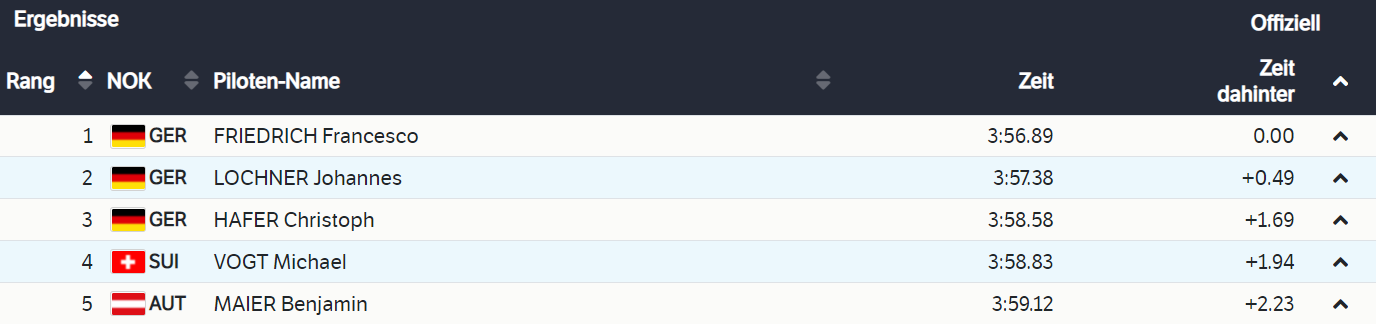 Ergebnisse Offiziell
Rang NOK Piloten-Name Zeit Zeit dahinter
1 GER FRIEDRICH Francesco 3:56.89 0.00
2 GER LOCHNER Johannes 3:57.38 +0.49
3 GER HAFER Christoph 3:58.58 +1.69
4 SUI VOGT Michael 3:58.83 +1.94
5 AUT MAIER Benjamin 3:59.12 +2.23